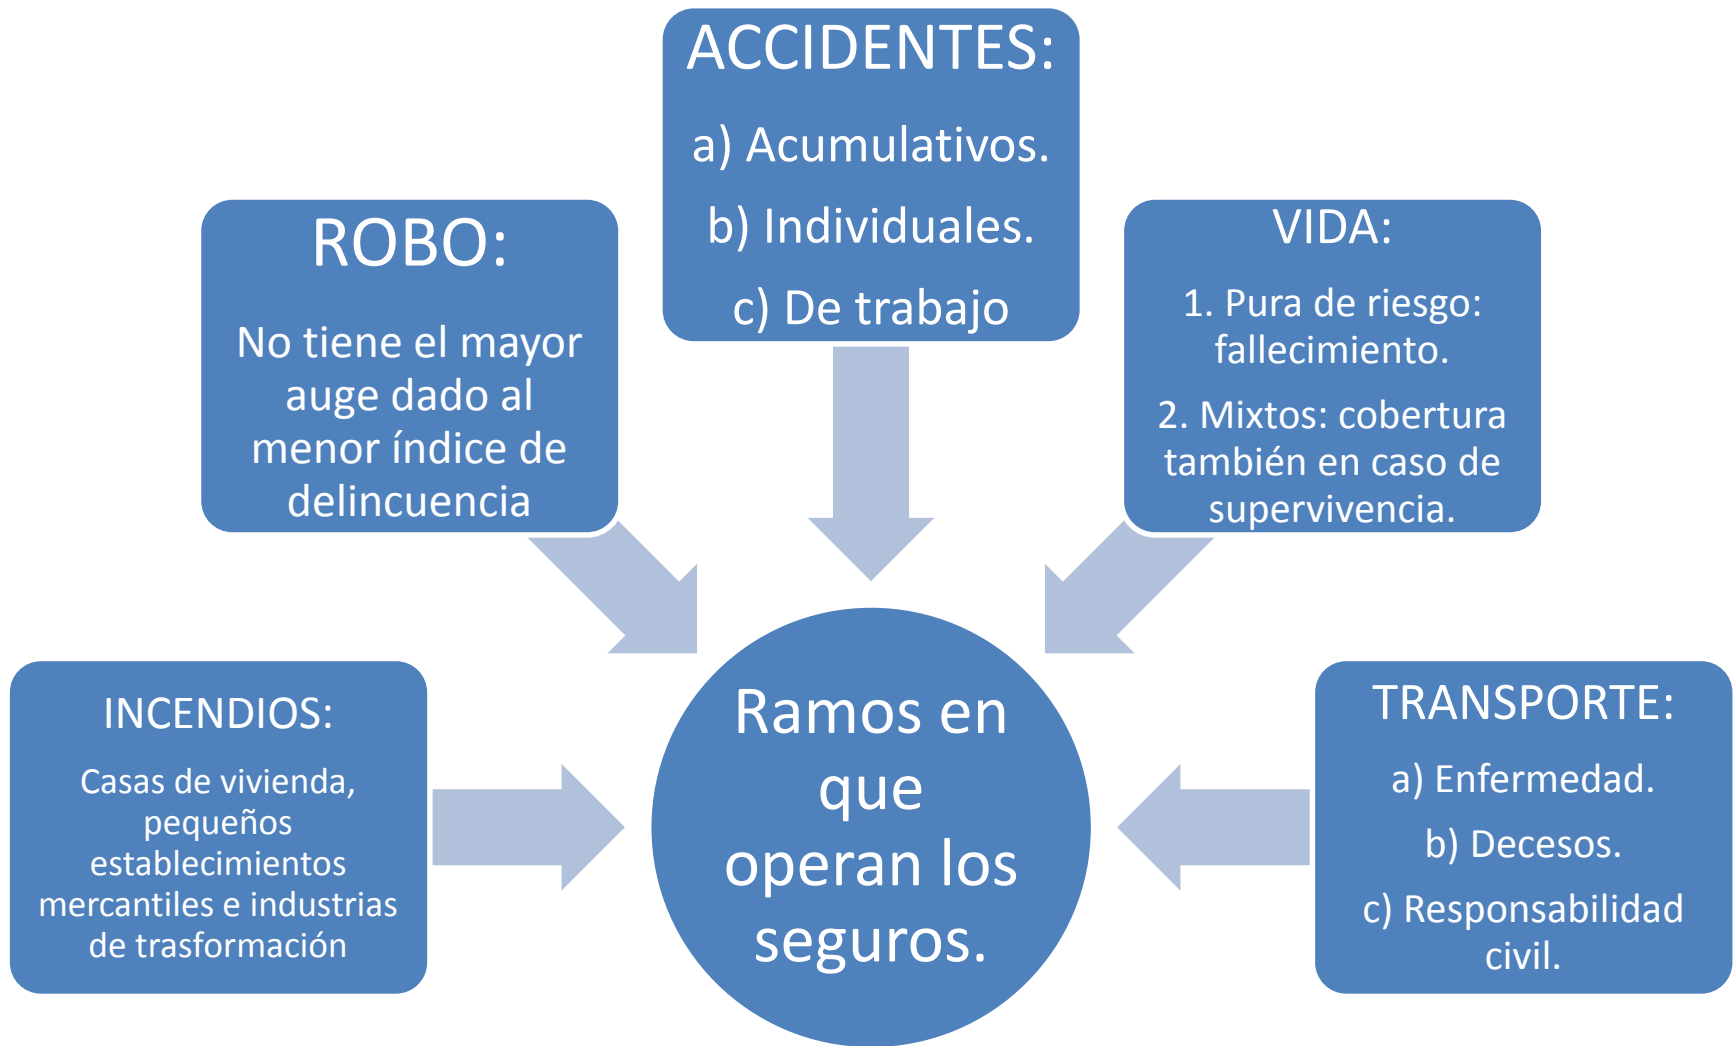 ACCIDENTES:
a) Acumulativos.
b) Individuales.
c) De trabajo
ROBO:
No tiene el mayor
auge dado al
menor índice de
delincuencia
VIDA:
1. Pura de riesgo:
fallecimiento.
2. Mixtos: cobertura
también en caso de
supervivencia.
INCENDIOS:
Casas de vivienda,
pequeños
establecimientos
mercantiles e industrias
de trasformación
Ramos en
que
operan los
seguros.
TRANSPORTE:
a) Enfermedad.
b) Decesos.
c) Responsabilidad
civil.